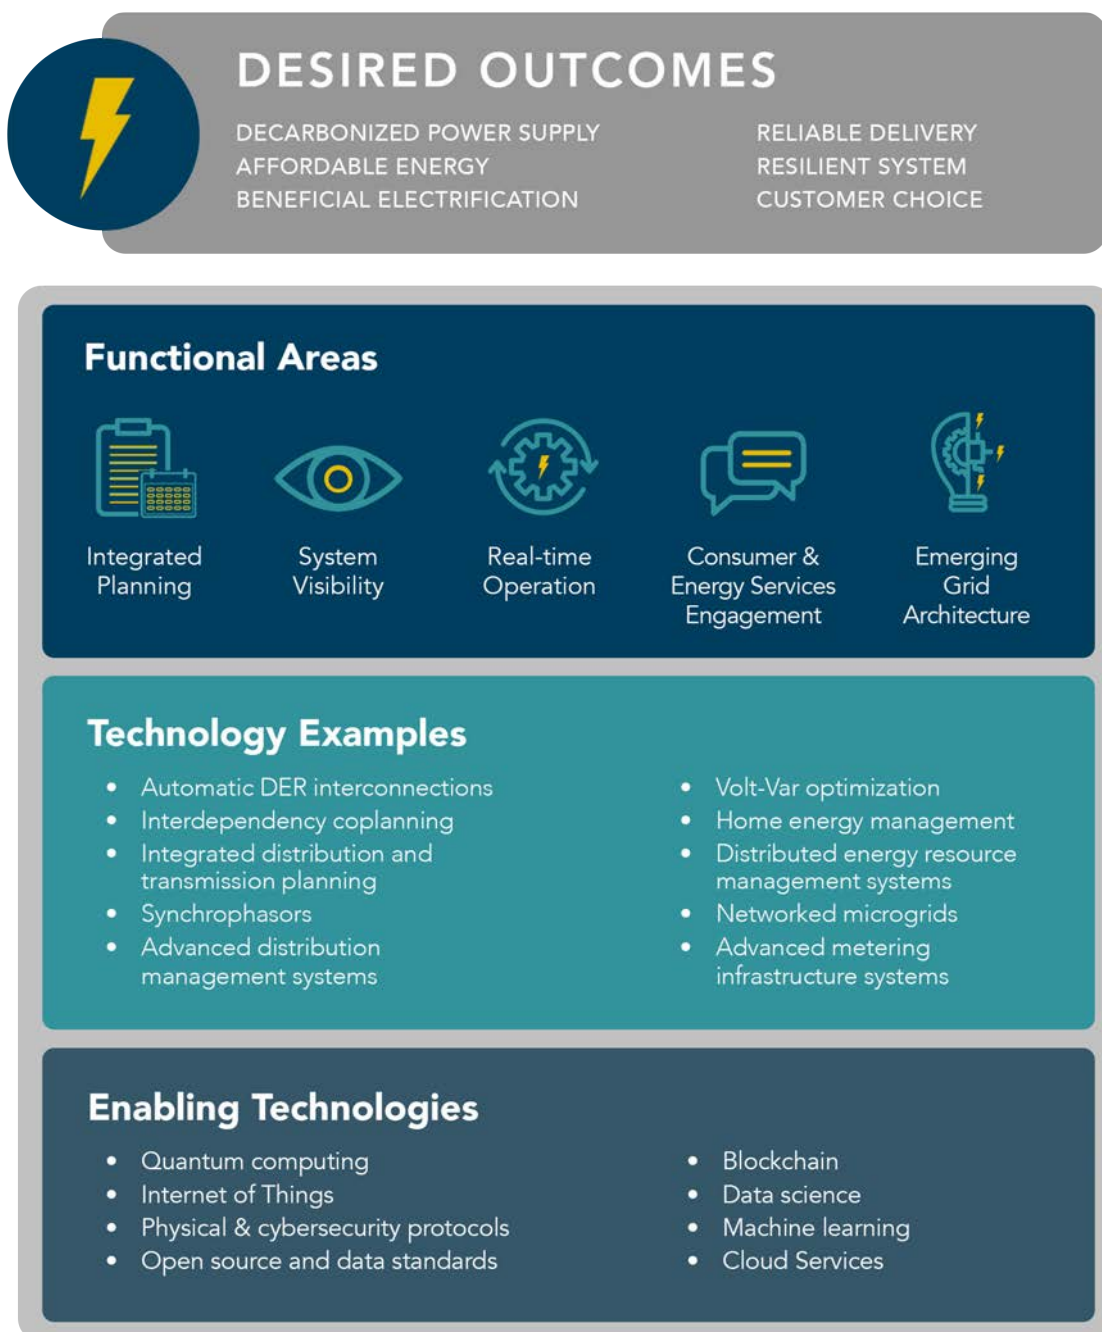 DESIRED OUTCOMES
DECARBONIZED POWER SUPPLY
AFFORDABLE ENERGY
BENEFICIAL ELECTRIFICATION
RELIABLE DELIVERY
RESILIENT SYSTEM
CUSTOMER CHOICE
Functional Areas
Integrated
Planning
System
Visibility
Real-time
Operation
Consumer &
Energy Services
Engagement
Emerging
Grid
Architecture
Technology Examples
• Automatic DER interconnections
• Interdependency coplanning
• Integrated distribution and
transmission planning
• Synchrophasors
• Advanced distribution
management systems
• Volt-Var optimization
• Home energy management
• Distributed energy resource
management systems
• Networked microgrids
• Advanced metering
infrastructure systems
Enabling Technologies
• Quantum computing
• Internet of Things
• Physical & cybersecurity protocols
• Open source and data standards
• Blockchain
• Data science
• Machine learning
• Cloud Services